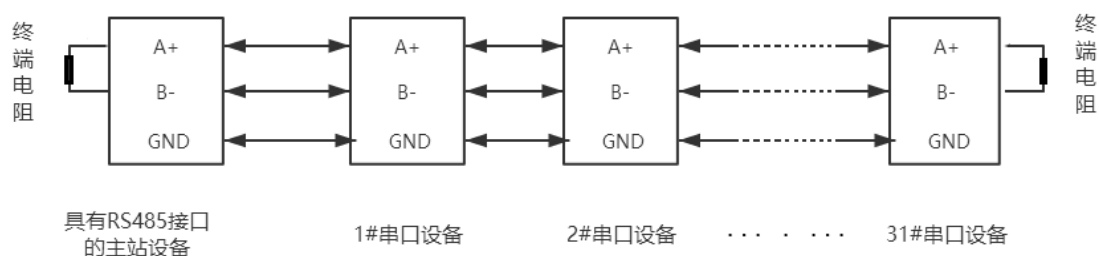 终端电阻
A+
B-
GND
A+
B-
GND
A+
B-
GND
A+
B-
GND
终端电阻
具有RS485接口
的主站设备
1#串口设备
2#串口设备
··· · ···
31#串口设备